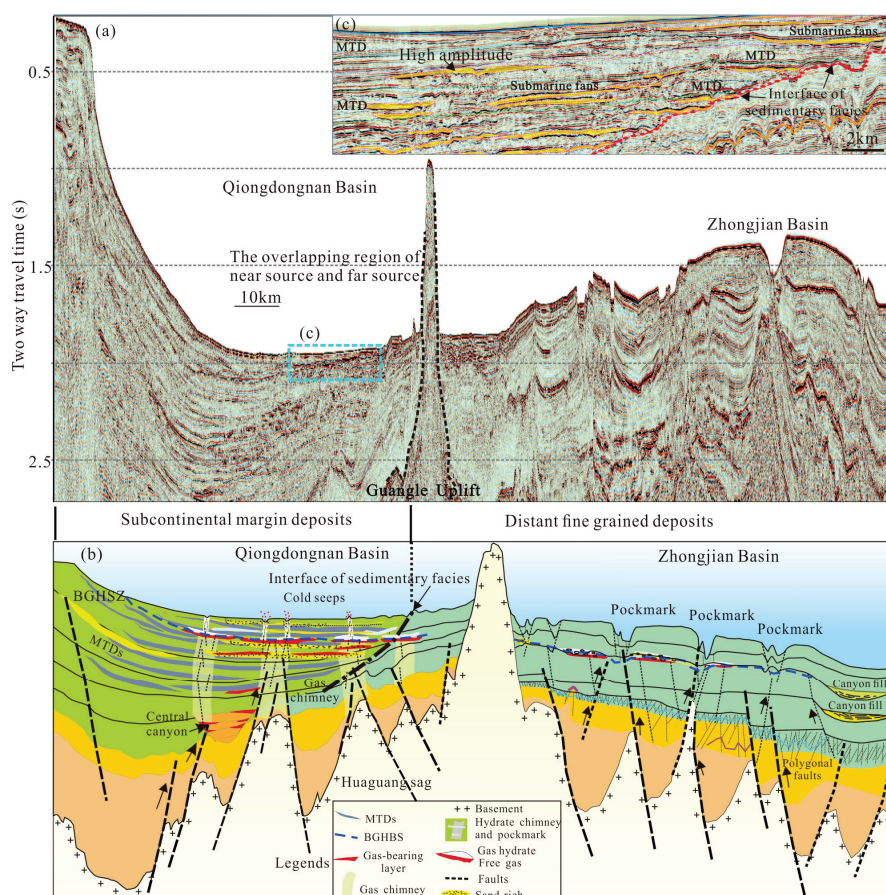 (a)
(c)
MTD
High amplitude
Submarine fans
MTD
Submarine fans
MTD
MTD
Interface of
sedimentary facies
2km
0.5
1.5
2.5
Two way travel time (s)
Qiongdongnan Basin
Zhongjian Basin
The overlapping region of
near source and far source
10km
(c)
Guangle Uplift
Subcontinental margin deposits
Distant fine grained deposits
(b)
Qiongdongnan Basin
Zhongjian Basin
Interface of sedimentary facies
BGHSZ
Cold seeps
Pockmark
Pockmark
Pockmark
MTDs
Gas
chimney
Canyon fill
Canyon fill
Central
canyon
Polygonal
faults
Huaguang sag
Legends
MTDs
BGHBS
Gas-bearing
layer
Gas chimney
++ Basement
Hydrate chimney
and pockmark
Gas hydrate
Free gas
Faults
Sand rich